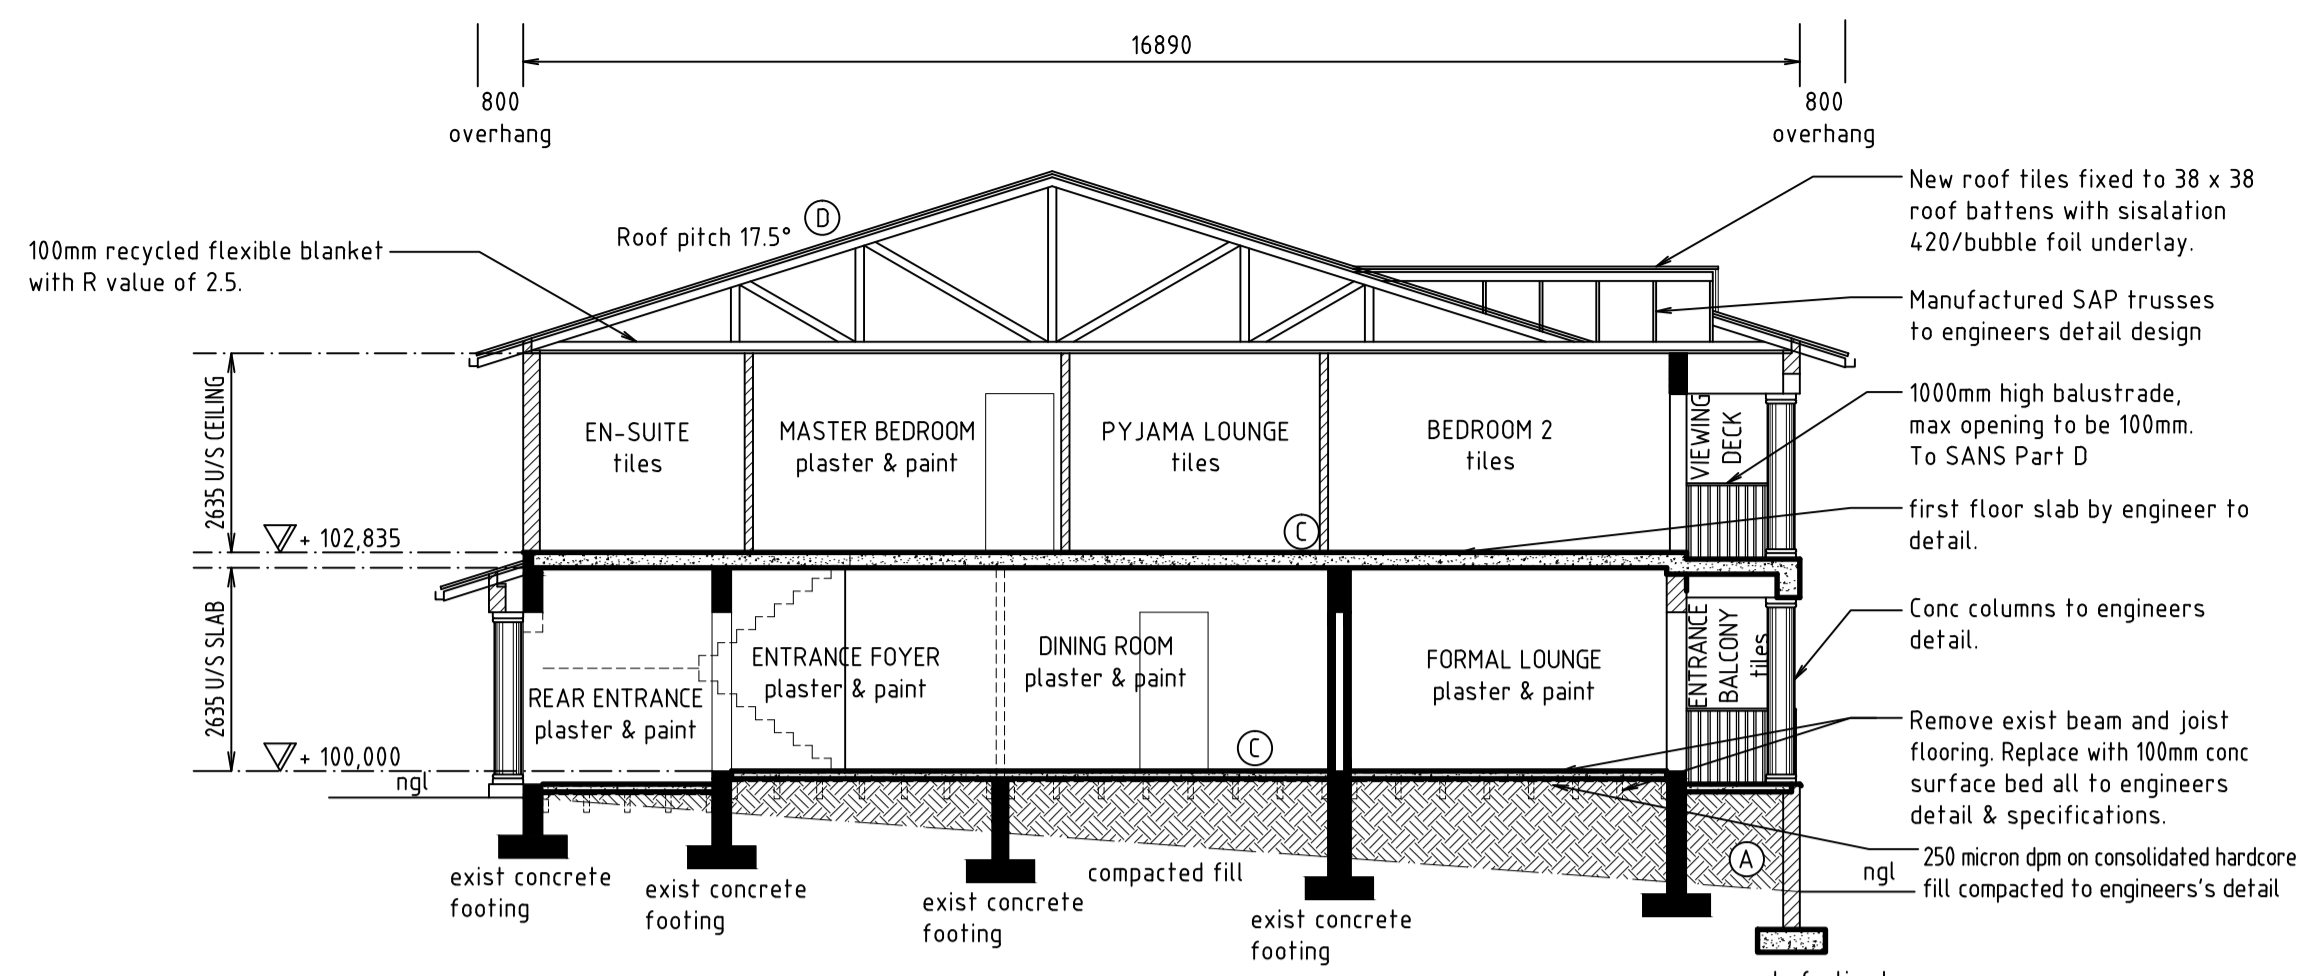 16890
800
overhang
800
overhang
New roof tiles fixed to 38 x 38
roof battens with sisalation
420/bubble foil underlay.
Roof pitch 17.5°
D
100mm recycled flexible blanket
with R value of 2.5.
Manufactured SAP trusses
to engineers detail design
1000mm high balustrade,
max opening to be 100mm.
To SANS Part D
2635 U/S CEILING
EN-SUITE
tiles
MASTER BEDROOM
plaster & paint
PYJAMA LOUNGE
tiles
BEDROOM 2
tiles
VIEWING
DECK
first floor slab by engineer to
detail.
C
+ 102,835
Conc columns to engineers
detail.
2635 U/S SLAB
REAR ENTRANCE
plaster & paint
ENTRANCE FOYER
plaster & paint
DINING ROOM
plaster & paint
FORMAL LOUNGE
plaster & paint
ENTRANCE
BALCONY
tiles
Remove exist beam and joist
flooring. Replace with 100mm conc
surface bed all to engineers
detail & specifications.
C
+ 100,000
ngl
250 micron dpm on consolidated hardcore
fill compacted to engineers's detail
A
ngl
compacted fill
exist concrete
footing
exist concrete
footing
exist concrete
footing
exist concrete
footing